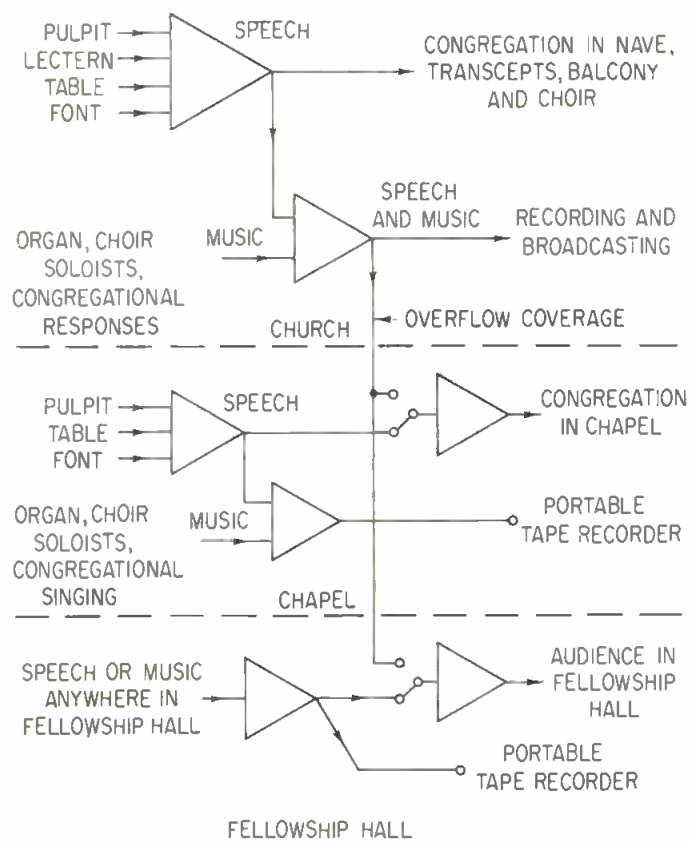 PULPIT
LECTERN
TABLE
FONT
SPEECH
CONGREGATION IN NAVE,
TRANSCEPTS, BALCONY
AND CHOIR
ORGAN, CHOIR
SOLOISTS,
CONGREGATIONAL
RESPONSES
MUSIC
SPEECH
AND MUSIC
RECORDING AND
BROADCASTING
OVERFLOW COVERAGE
CHURCH
PULPIT
TABLE
FONT
SPEECH
CONGREGATION
IN CHAPEL
ORGAN, CHOIR
SOLOISTS,
CONGREGATIONAL
SINGING
MUSIC
PORTABLE
TAPE RECORDER
CHAPEL
SPEECH OR MUSIC
ANYWHERE IN
FELLOWSHIP HALL
AUDIENCE IN
FELLOWSHIP
HALL
PORTABLE
TAPE RECORDER
FELLOWSHIP HALL